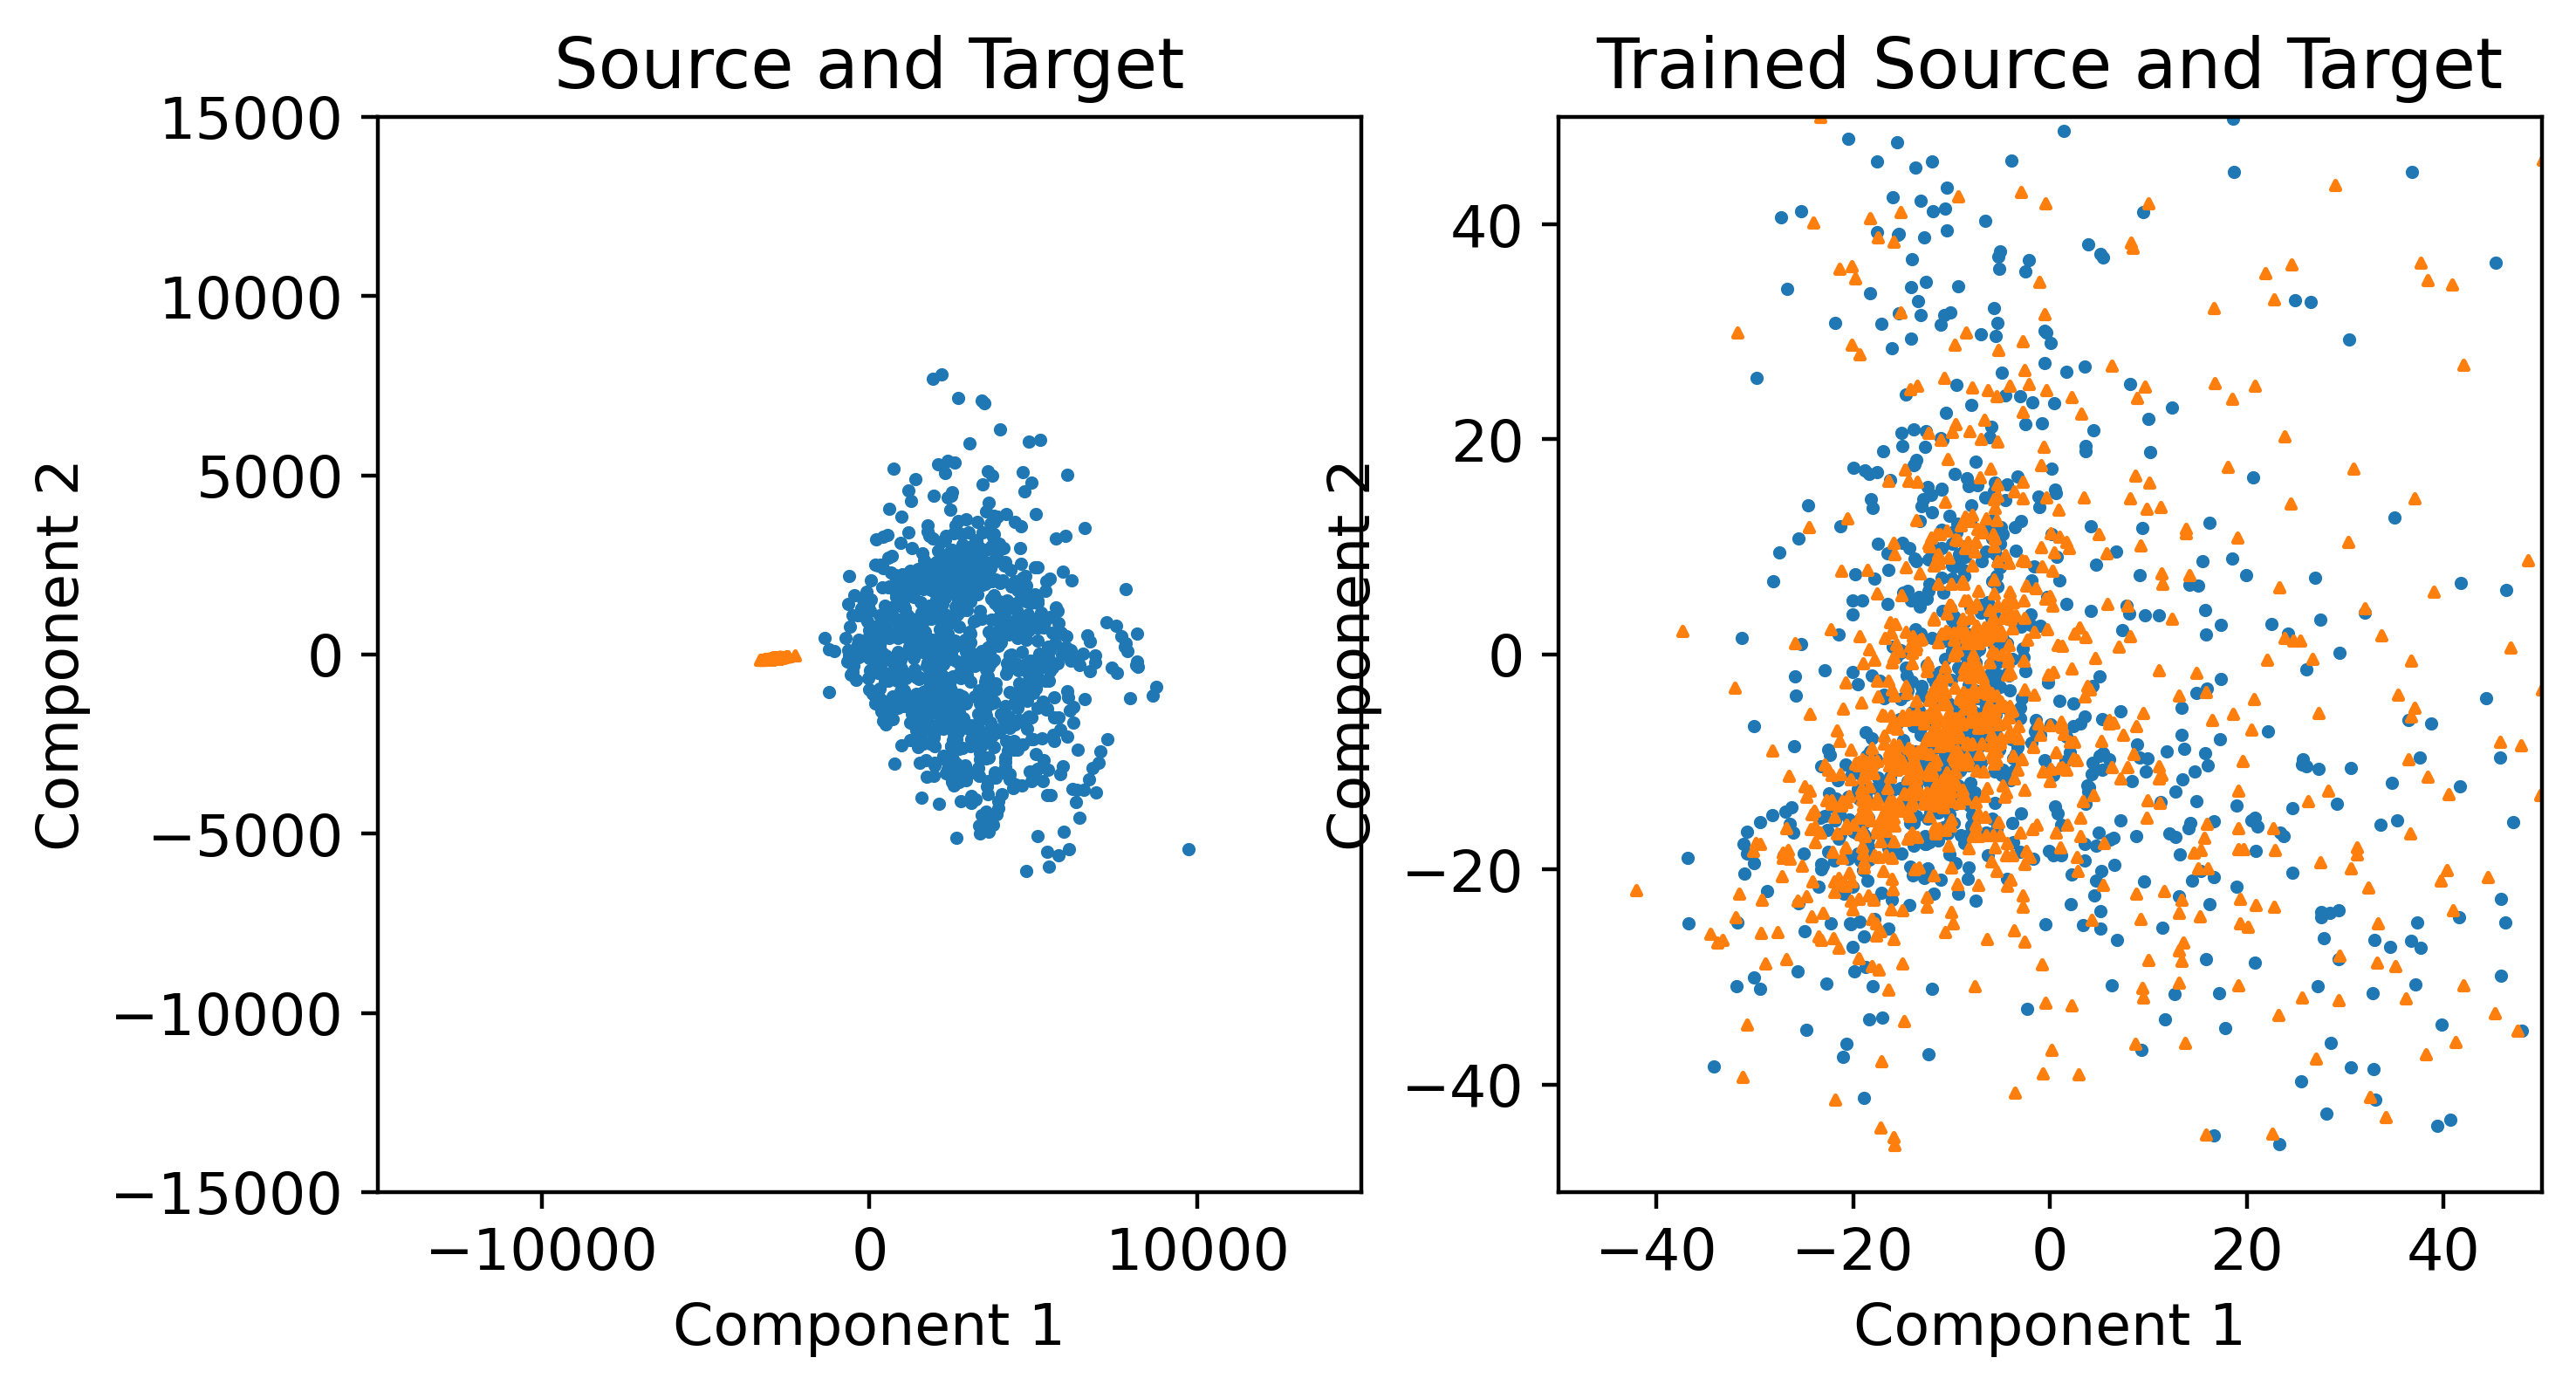 Source and Target
15000
10000
5000
0
−5000
−10000
−15000
Component 2
−10000 0 10000
Component 1
Trained Source and Target
40
20
0
−20
−40
Component 2
−40 −20 0 20 40
Component 1